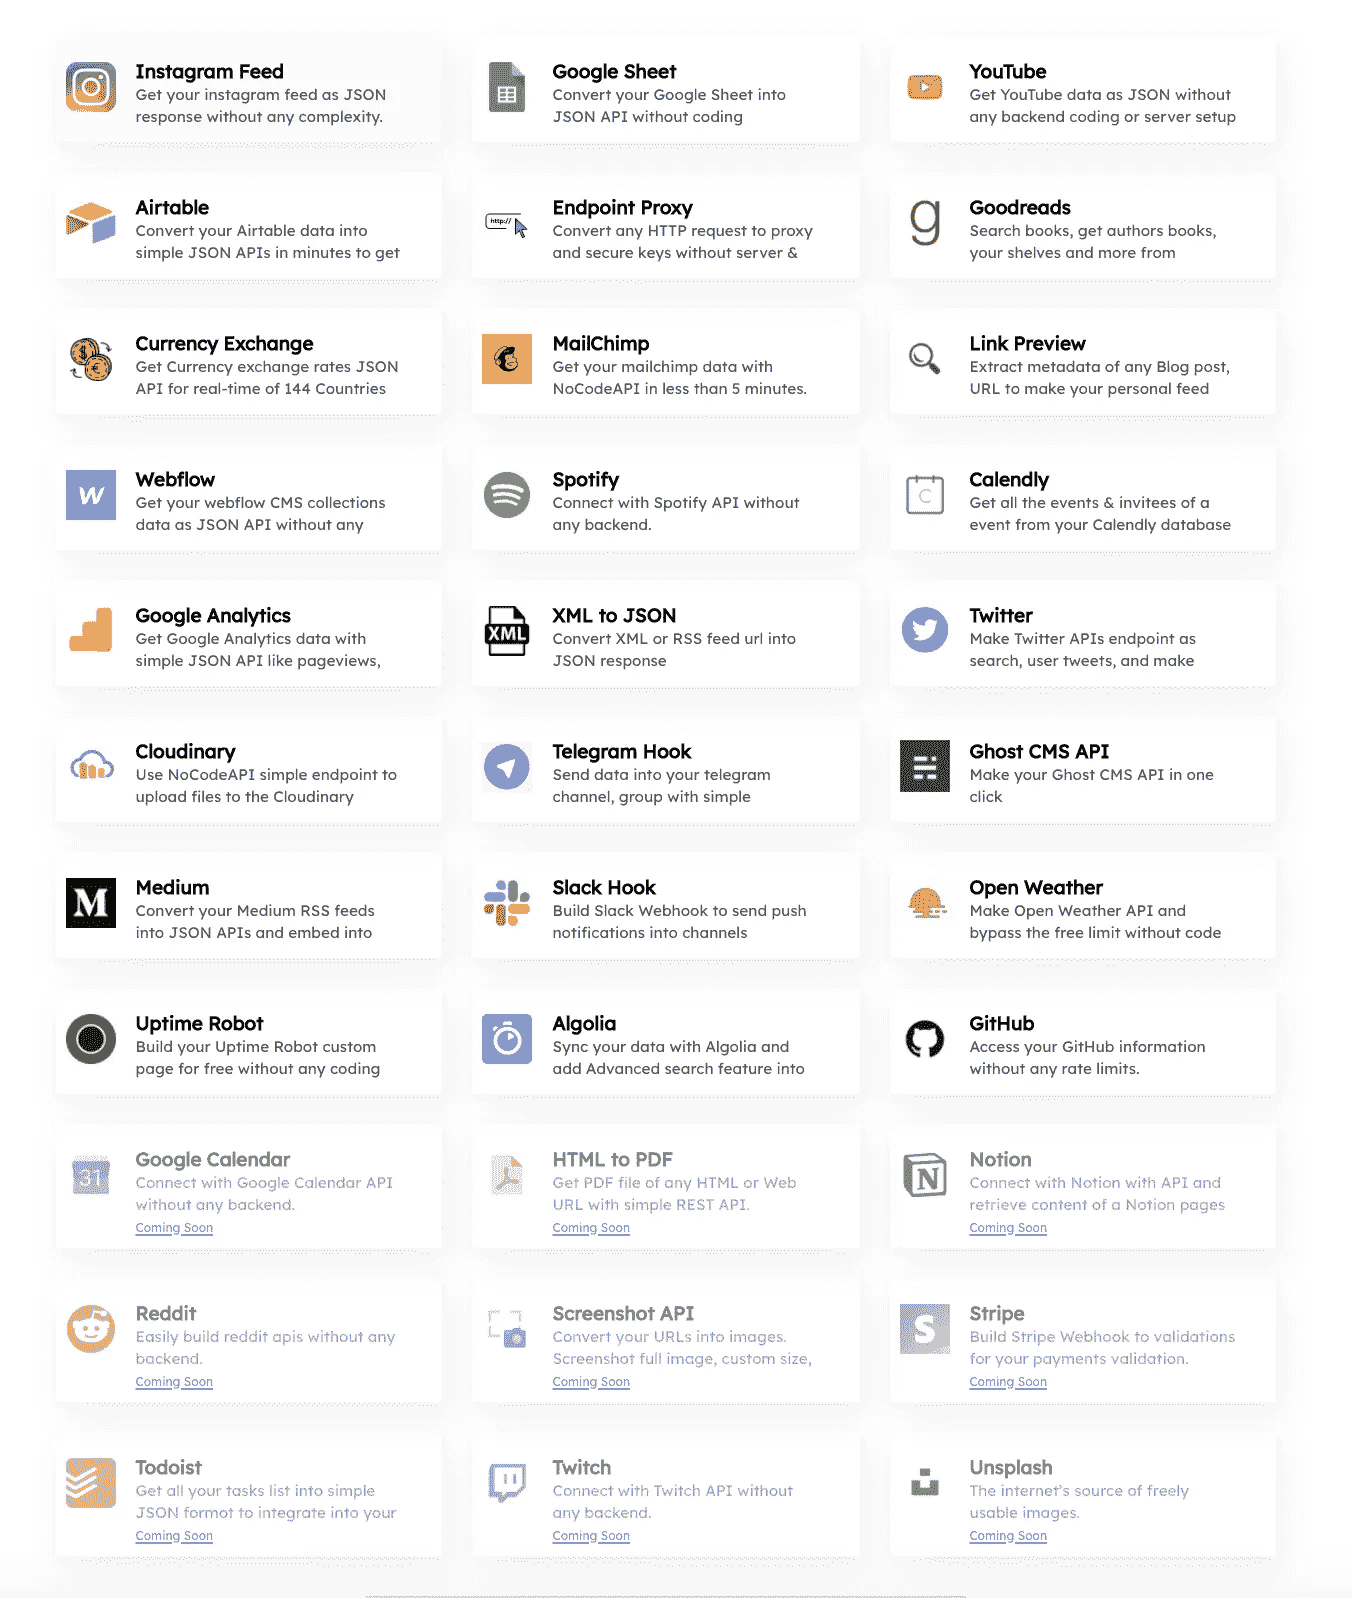 Instagram Feed
Get your instagram feed as JSON
response without any complexity.
Google Sheet
Convert your Google Sheet into
JSON API without coding
YouTube
Get YouTube data as JSON without
any backend coding or server setup
Airtable
Convert your Airtable data into
simple JSON APIs in minutes to get
http://
Endpoint Proxy
Convert any HTTP request to proxy
and secure keys without server &
g
Goodreads
Search books, get authors books,
your shelves and more from
Currency Exchange
Get Currency exchange rates JSON
API for real-time of 144 Countries
MailChimp
Get your mailchimp data with
NoCodeAPI in less than 5 minutes.
Link Preview
Extract metadata of any Blog post,
URL to make your personal feed
W
Webflow
Get your webflow CMS collections
data as JSON API without any
Spotify
Connect with Spotify API without
any backend.
C
Calendly
Get all the events & invitees of a
event from your Calendly database
Google Analytics
Get Google Analytics data with
simple JSON API like pageviews,
XML
XML to JSON
Convert XML or RSS feed url into
JSON response
Twitter
Make Twitter APIs endpoint as
search, user tweets, and make
Cloudinary
Use NoCodeAPI simple endpoint to
upload files to the Cloudinary
Telegram Hook
Send data into your telegram
channel, group with simple
Ghost CMS API
Make your Ghost CMS API in one
click
M
Medium
Convert your Medium RSS feeds
into JSON APIs and embed into
Slack Hook
Build Slack Webhook to send push
notifications into channels
Open Weather
Make Open Weather API and
bypass the free limit without code
Uptime Robot
Build your Uptime Robot custom
page for free without any coding
Algolia
Sync your data with Algolia and
add Advanced search feature into
GitHub
Access your GitHub information
without any rate limits.
31
Google Calendar
Connect with Google Calendar API
without any backend.
Coming Soon
HTML to PDF
Get PDF file of any HTML or Web
URL with simple REST API.
Coming Soon
N
Notion
Connect with Notion with API and
retrieve content of a Notion pages
Coming Soon
Reddit
Easily build reddit apis without any
backend.
Coming Soon
Screenshot API
Convert your URLs into images.
Screenshot full image, custom size,
Coming Soon
S
Stripe
Build Stripe Webhook to validations
for your payments validation.
Coming Soon
Todoist
Get all your tasks list into simple
JSON formot to integrate into your
Coming Soon
Twitch
Connect with Twitch API without
any backend.
Coming Soon
Unsplash
The internet's source of freely
usable images.
Coming Soon